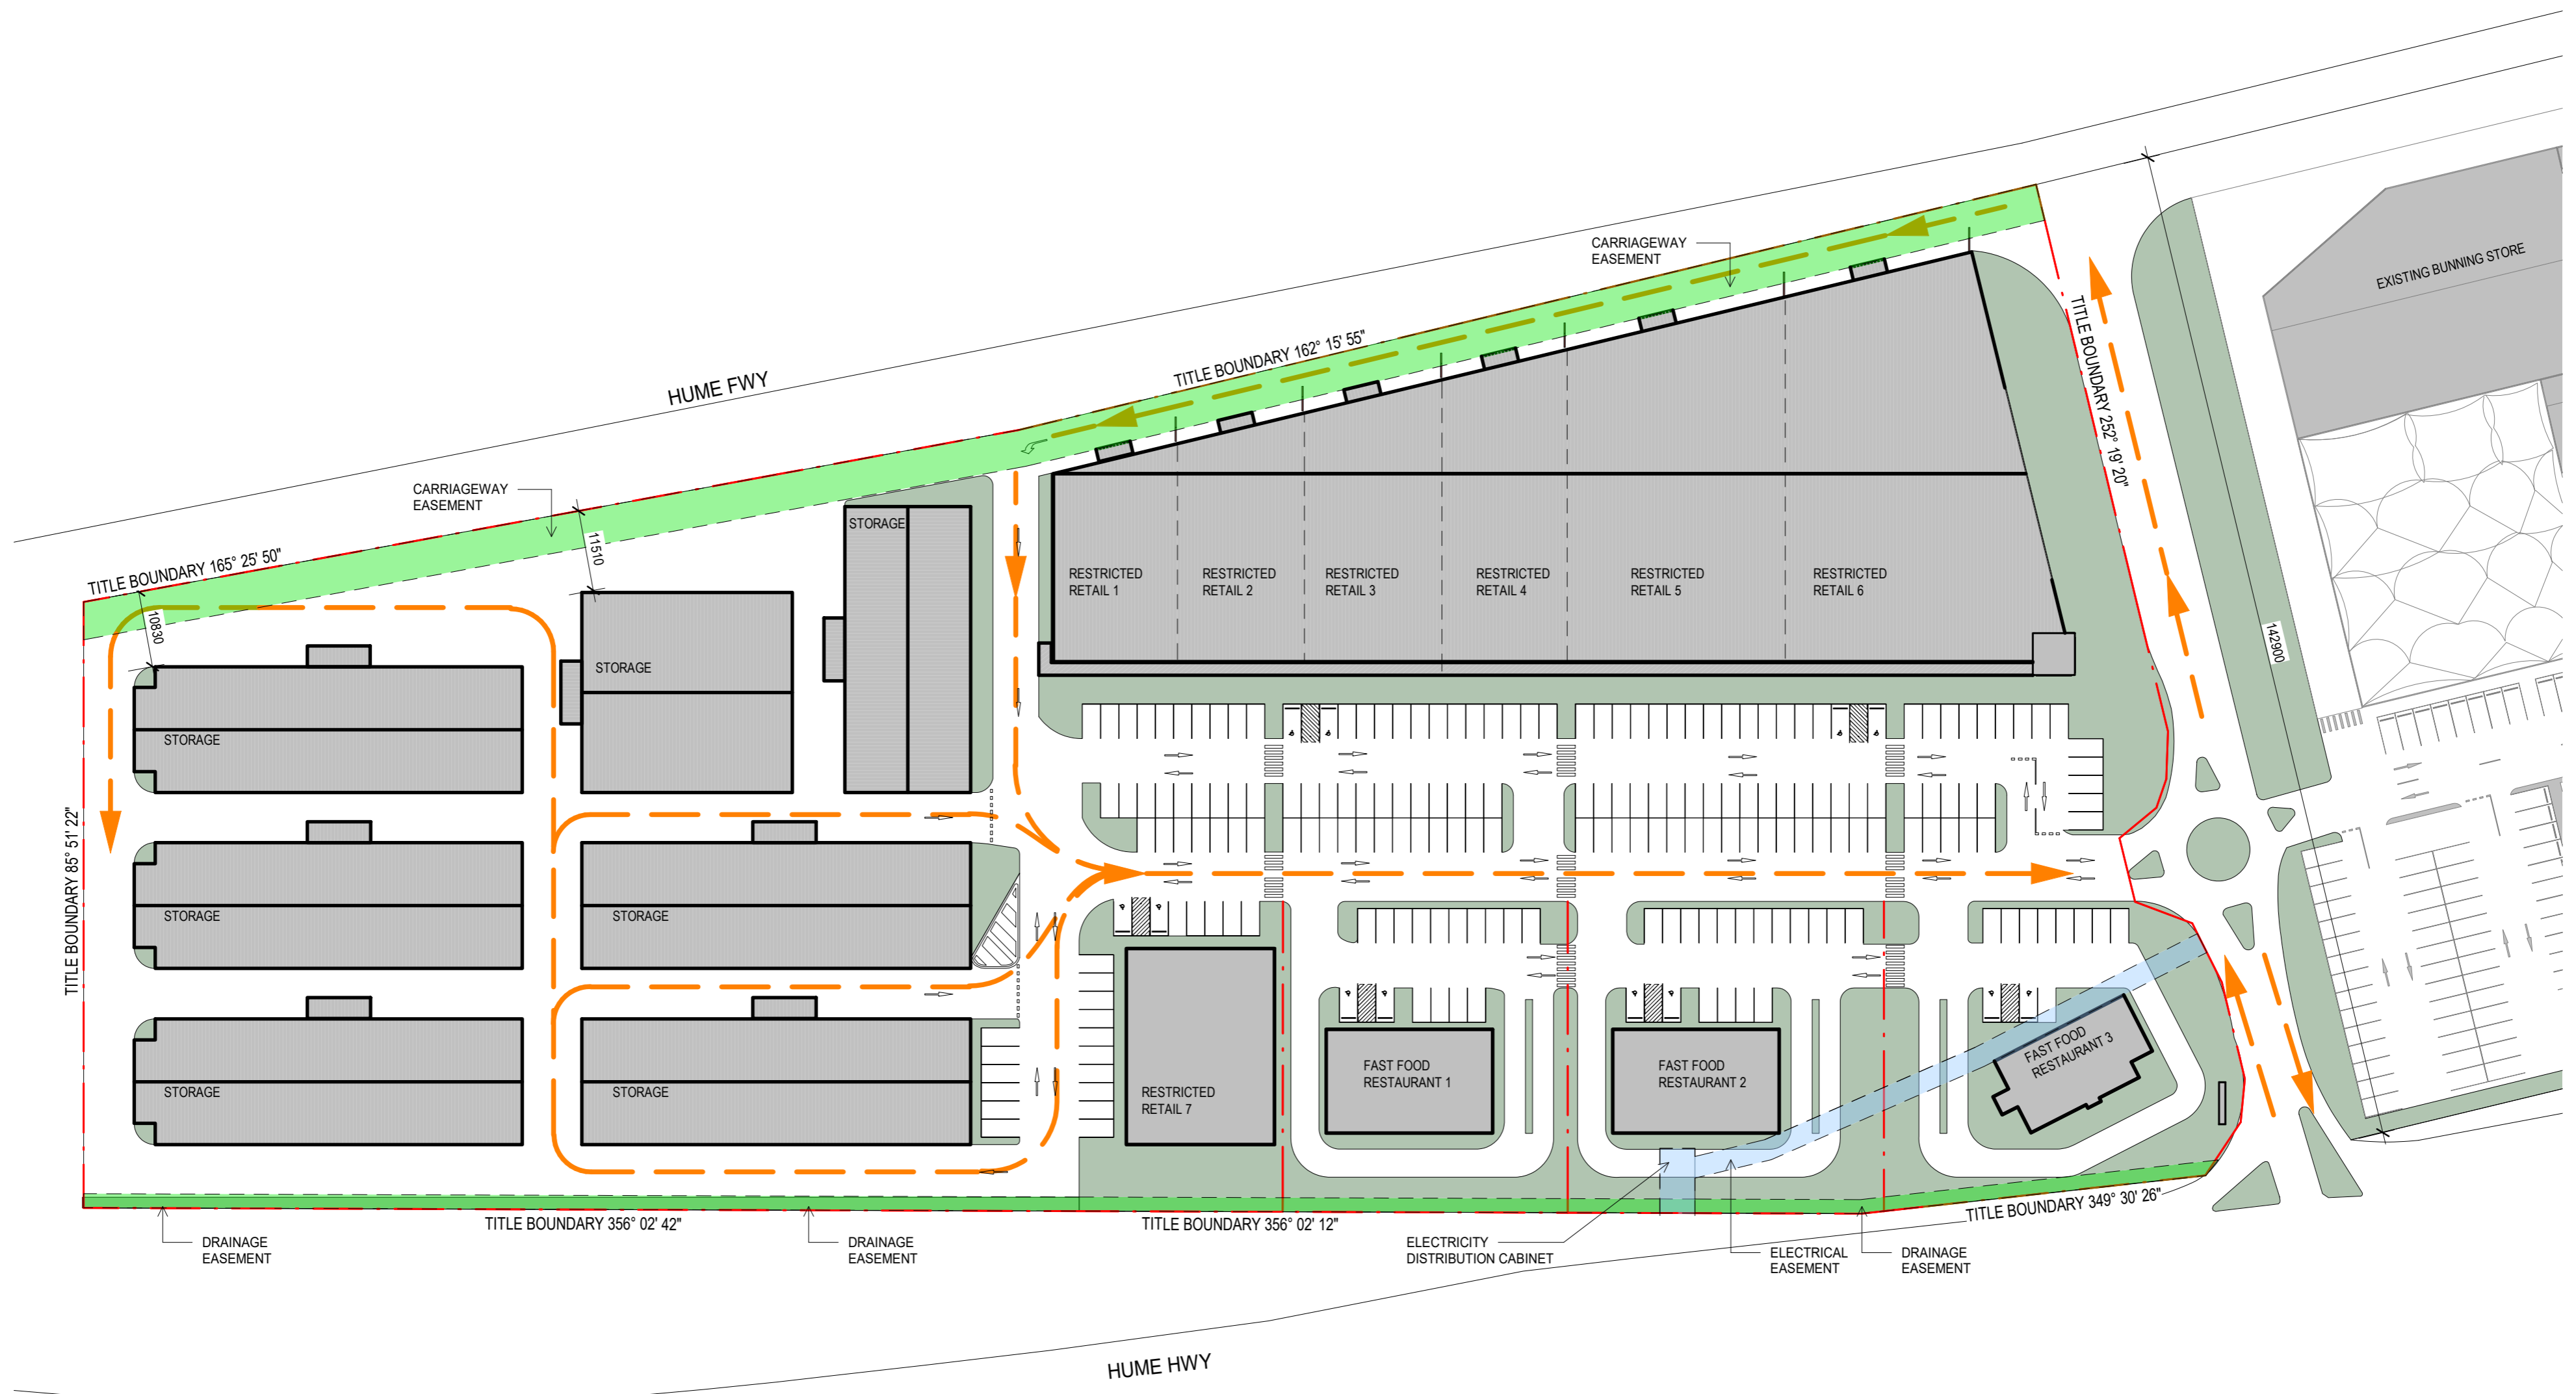 CARRIAGEWAY
EASEMENT
EXISTING BUNNING STORE
HUME FWY
TITLE BOUNDARY 162° 15' 55"
TITLE BOUNDARY 252° 19' 20"
CARRIAGEWAY
EASEMENT
11510
TITLE BOUNDARY 165° 25' 50"
10830
142900
STORAGE
STORAGE
STORAGE
RESTRICTED
RETAIL 1
RESTRICTED
RETAIL 2
RESTRICTED
RETAIL 3
RESTRICTED
RETAIL 4
RESTRICTED
RETAIL 5
RESTRICTED
RETAIL 6
TITLE BOUNDARY 85° 51' 22"
STORAGE
STORAGE
STORAGE
STORAGE
RESTRICTED
RETAIL 7
FAST FOOD
RESTAURANT 1
FAST FOOD
RESTAURANT 2
FAST FOOD
RESTAURANT 3
TITLE BOUNDARY 356° 02' 42"
TITLE BOUNDARY 356° 02' 12"
TITLE BOUNDARY 349° 30' 26"
DRAINAGE
EASEMENT
DRAINAGE
EASEMENT
ELECTRICITY
DISTRIBUTION CABINET
ELECTRICAL
EASEMENT
DRAINAGE
EASEMENT
HUME HWY